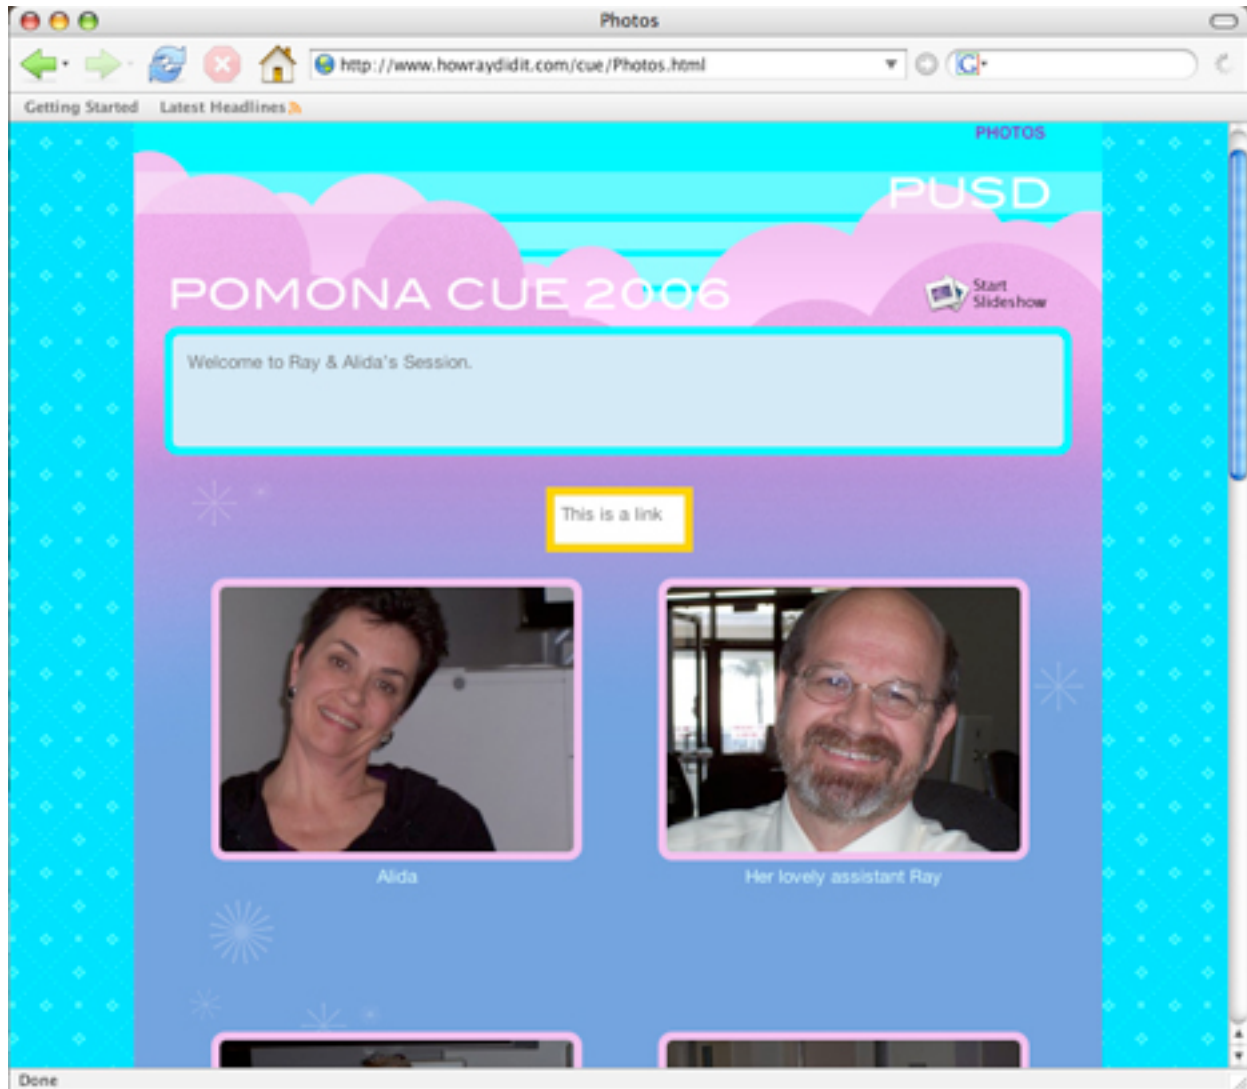 Photos
http://www.howraydidit.com/cue/Photos.html
G
Getting Started Latest Headlines
PHOTOS
PUSD
POMONA CUE 2006
Start
Slideshow
Welcome to Ray & Alida's Session.
This is a link
Alida
Her lovely assistant Ray
Done